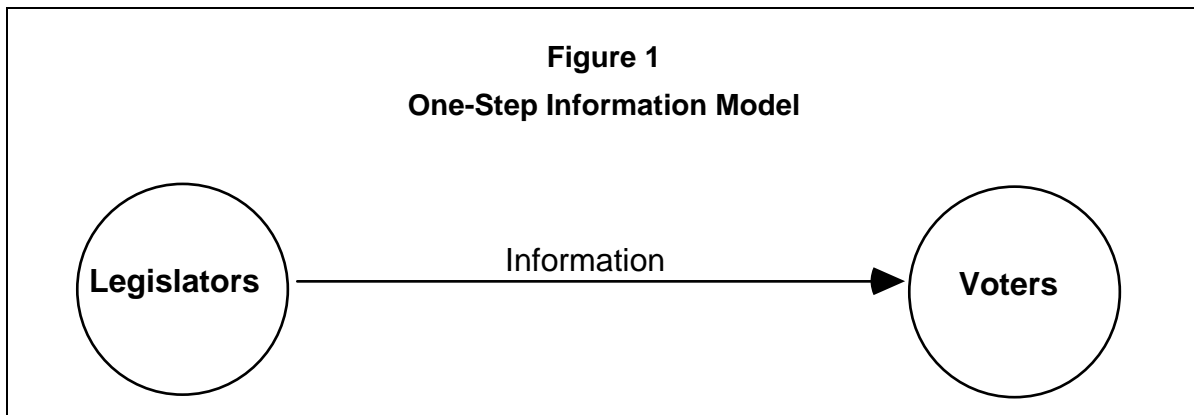 Figure 1
One-Step Information Model
Information
Legislators
Voters